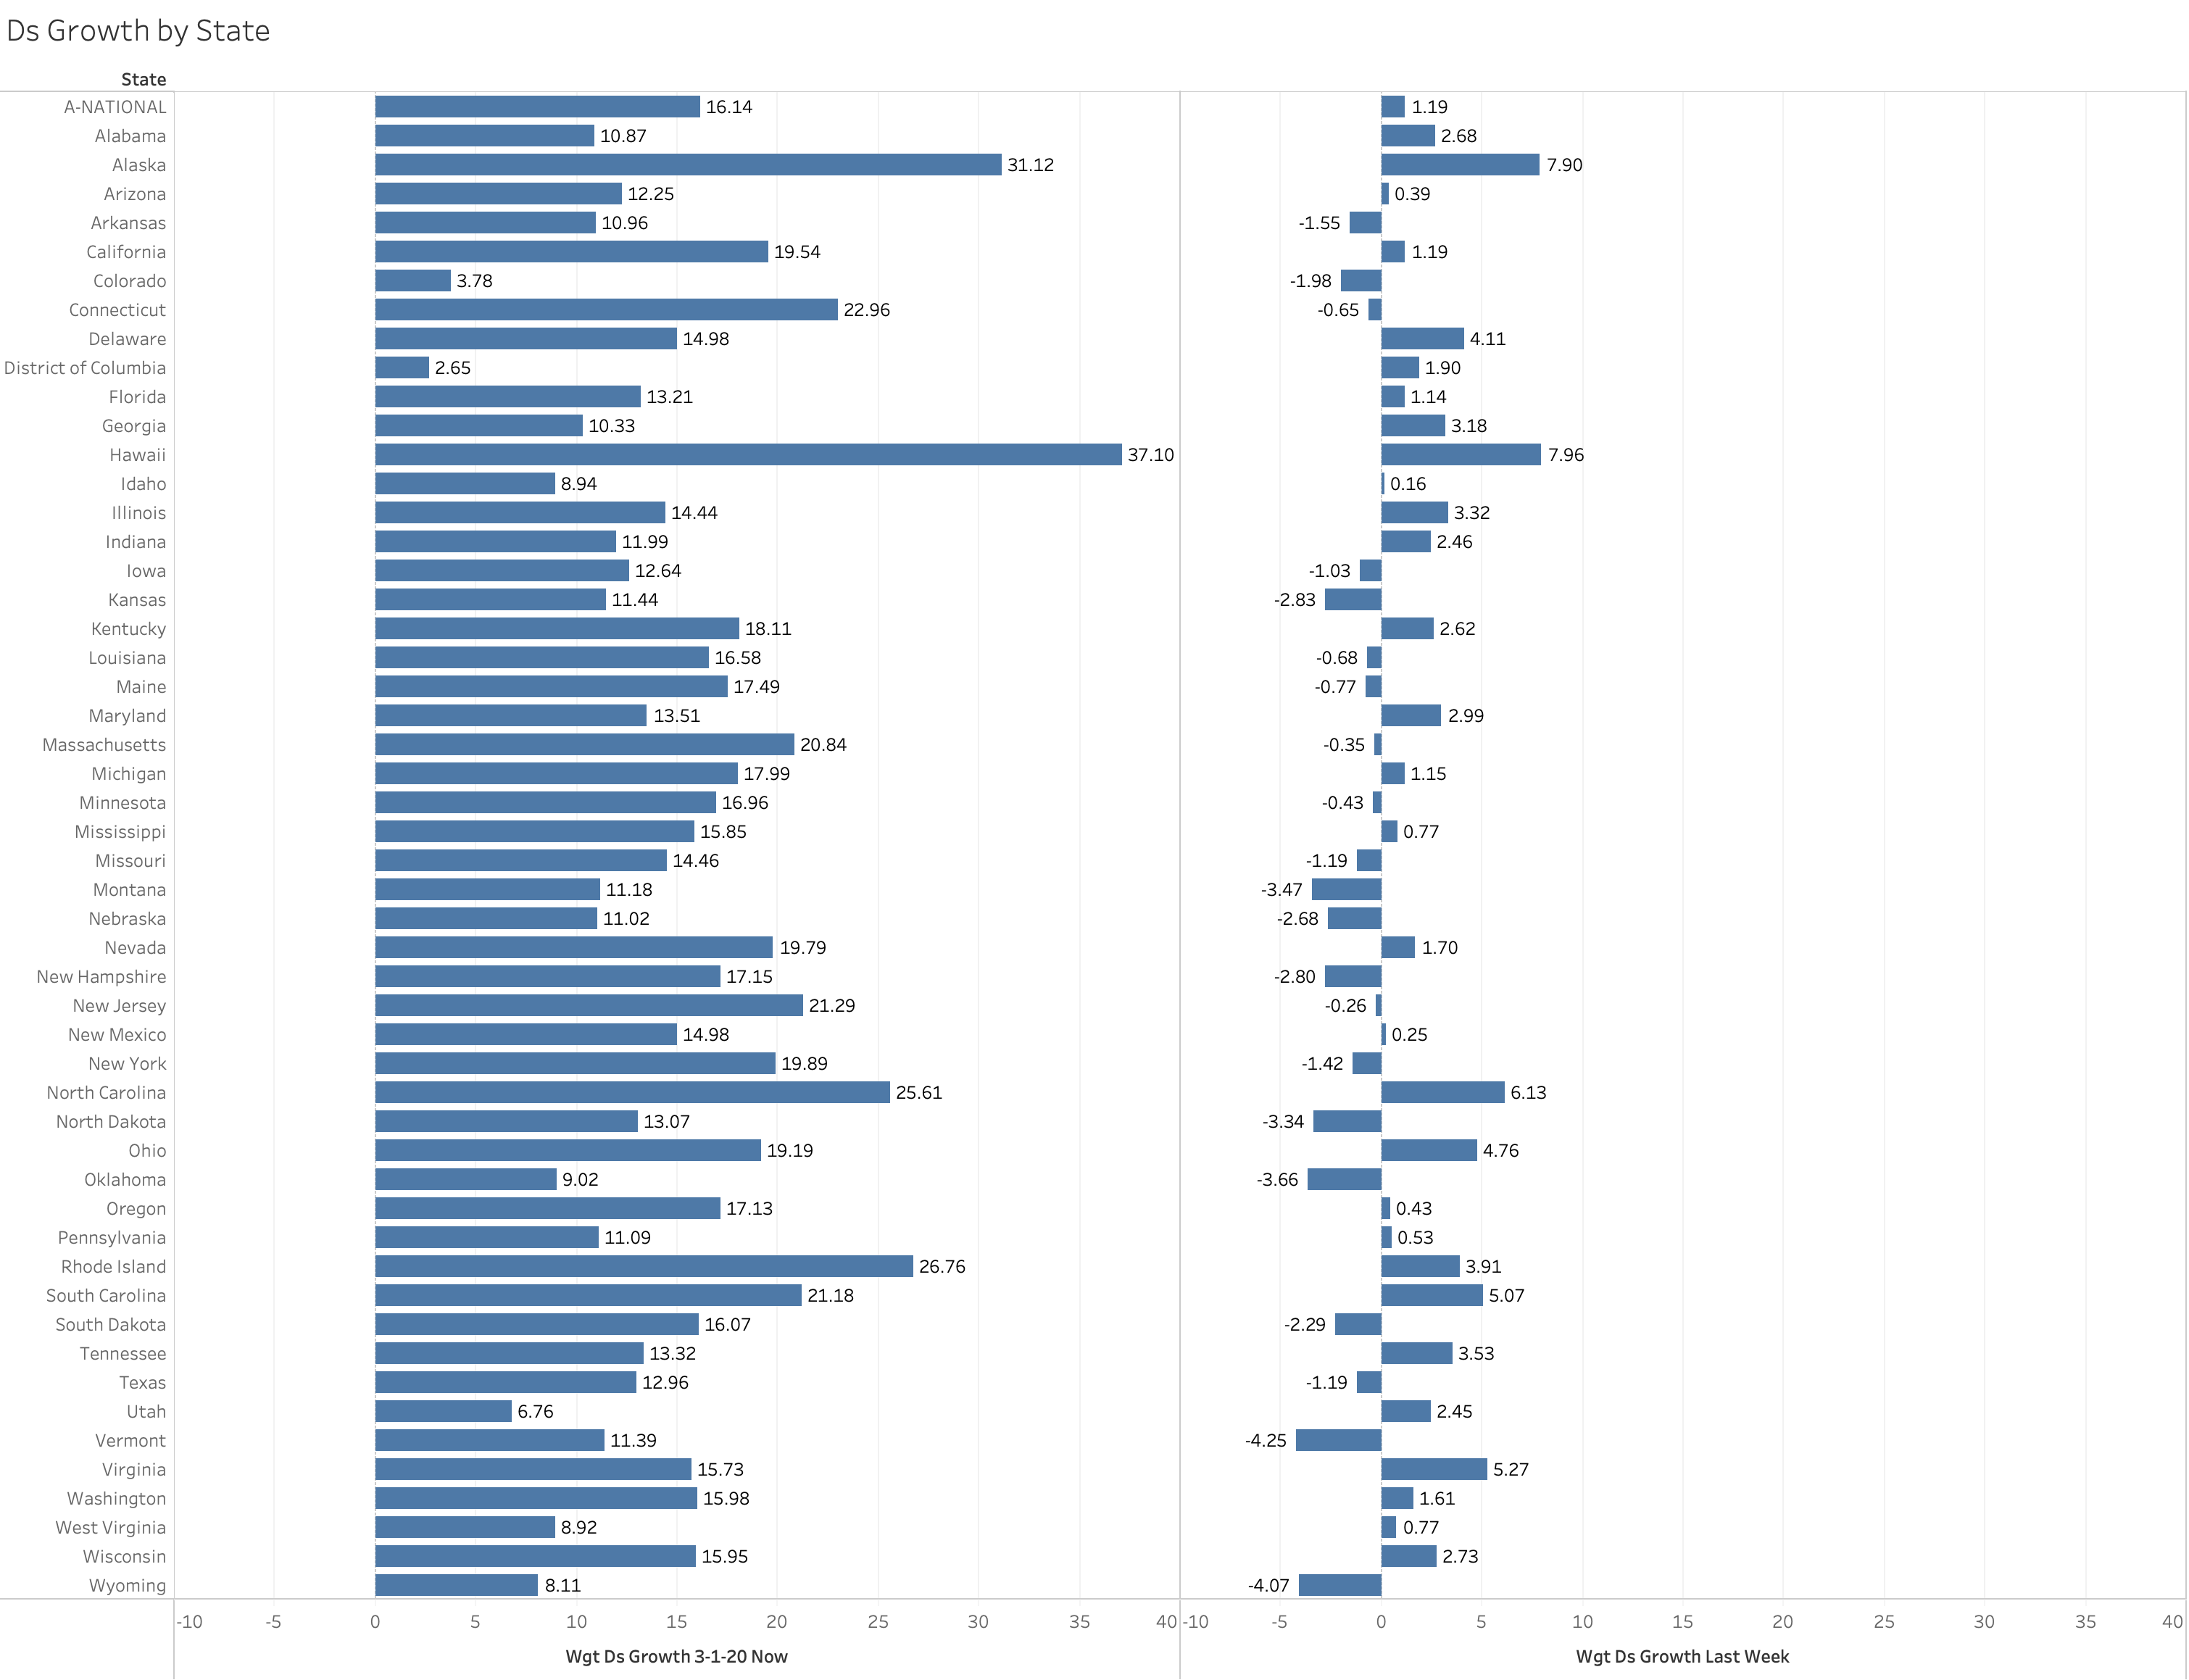 Ds Growth by State
State
A-NATIONAL 16.14 1.19
Alabama 10.87 2.68
Alaska 31.12 7.90
Arizona 12.25 0.39
Arkansas 10.96 -1.55
California 19.54 1.19
Colorado 3.78 -1.98
Connecticut 22.96 -0.65
Delaware 14.98 4.11
District of Columbia 2.65 1.90
Florida 13.21 1.14
Georgia 10.33 3.18
Hawaii 37.10 7.96
Idaho 8.94 0.16
Illinois 14.44 3.32
Indiana 11.99 2.46
Iowa 12.64 -1.03
Kansas 11.44 -2.83
Kentucky 18.11 2.62
Louisiana 16.58 -0.68
Maine 17.49 -0.77
Maryland 13.51 2.99
Massachusetts 20.84 -0.35
Michigan 17.99 1.15
Minnesota 16.96 -0.43
Mississippi 15.85 0.77
Missouri 14.46 -1.19
Montana 11.18 -3.47
Nebraska 11.02 -2.68
Nevada 19.79 1.70
New Hampshire 17.15 -2.80
New Jersey 21.29 -0.26
New Mexico 14.98 0.25
New York 19.89 -1.42
North Carolina 25.61 6.13
North Dakota 13.07 -3.34
Ohio 19.19 4.76
Oklahoma 9.02 -3.66
Oregon 17.13 0.43
Pennsylvania 11.09 0.53
Rhode Island 26.76 3.91
South Carolina 21.18 5.07
South Dakota 16.07 -2.29
Tennessee 13.32 3.53
Texas 12.96 -1.19
Utah 6.76 2.45
Vermont 11.39 -4.25
Virginia 15.73 5.27
Washington 15.98 1.61
West Virginia 8.92 0.77
Wisconsin 15.95 2.73
Wyoming 8.11 -4.07
-10 -5 0 5 10 15 20 25 30 35 40 -10 -5 0 5 10 15 20 25 30 35 40
Wgt Ds Growth 3-1-20 Now Wgt Ds Growth Last Week